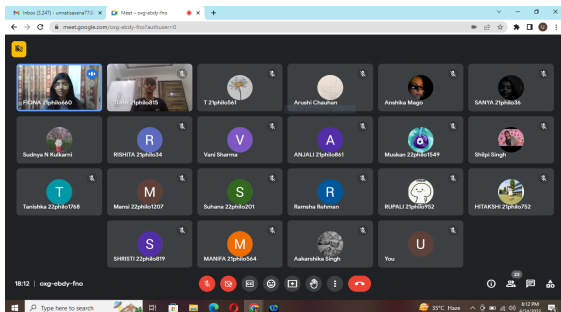 Inbox (3,247) - unnatisaxena771@
Meet – oxg-ebdy-fno
meet.google.com/oxg-ebdy-fno?authuser=0
FIONA 21philo660
21philo815
T 21philo561
Arushi Chauhan
Anshika Mago
SANYA 21philo36
Sudnya N Kulkarni
R
RISHITA 21philo34
V
Vani Sharma
A
ANJALI 21philo861
Muskan 22philo1549
Shilpi Singh
T
Tanishka 22philo1768
M
Mansi 22philo1207
S
Suhana 22philo201
R
Ramsha Rehman
RUPALI 21philo952
HITAKSHI 21philo752
S
SHRISTI 22philo819
M
MANIFA 21philo564
Aakarshika Singh
U
You
18:12 | oxg-ebdy-fno
22
Type here to search
35°C Haze
6:12 PM